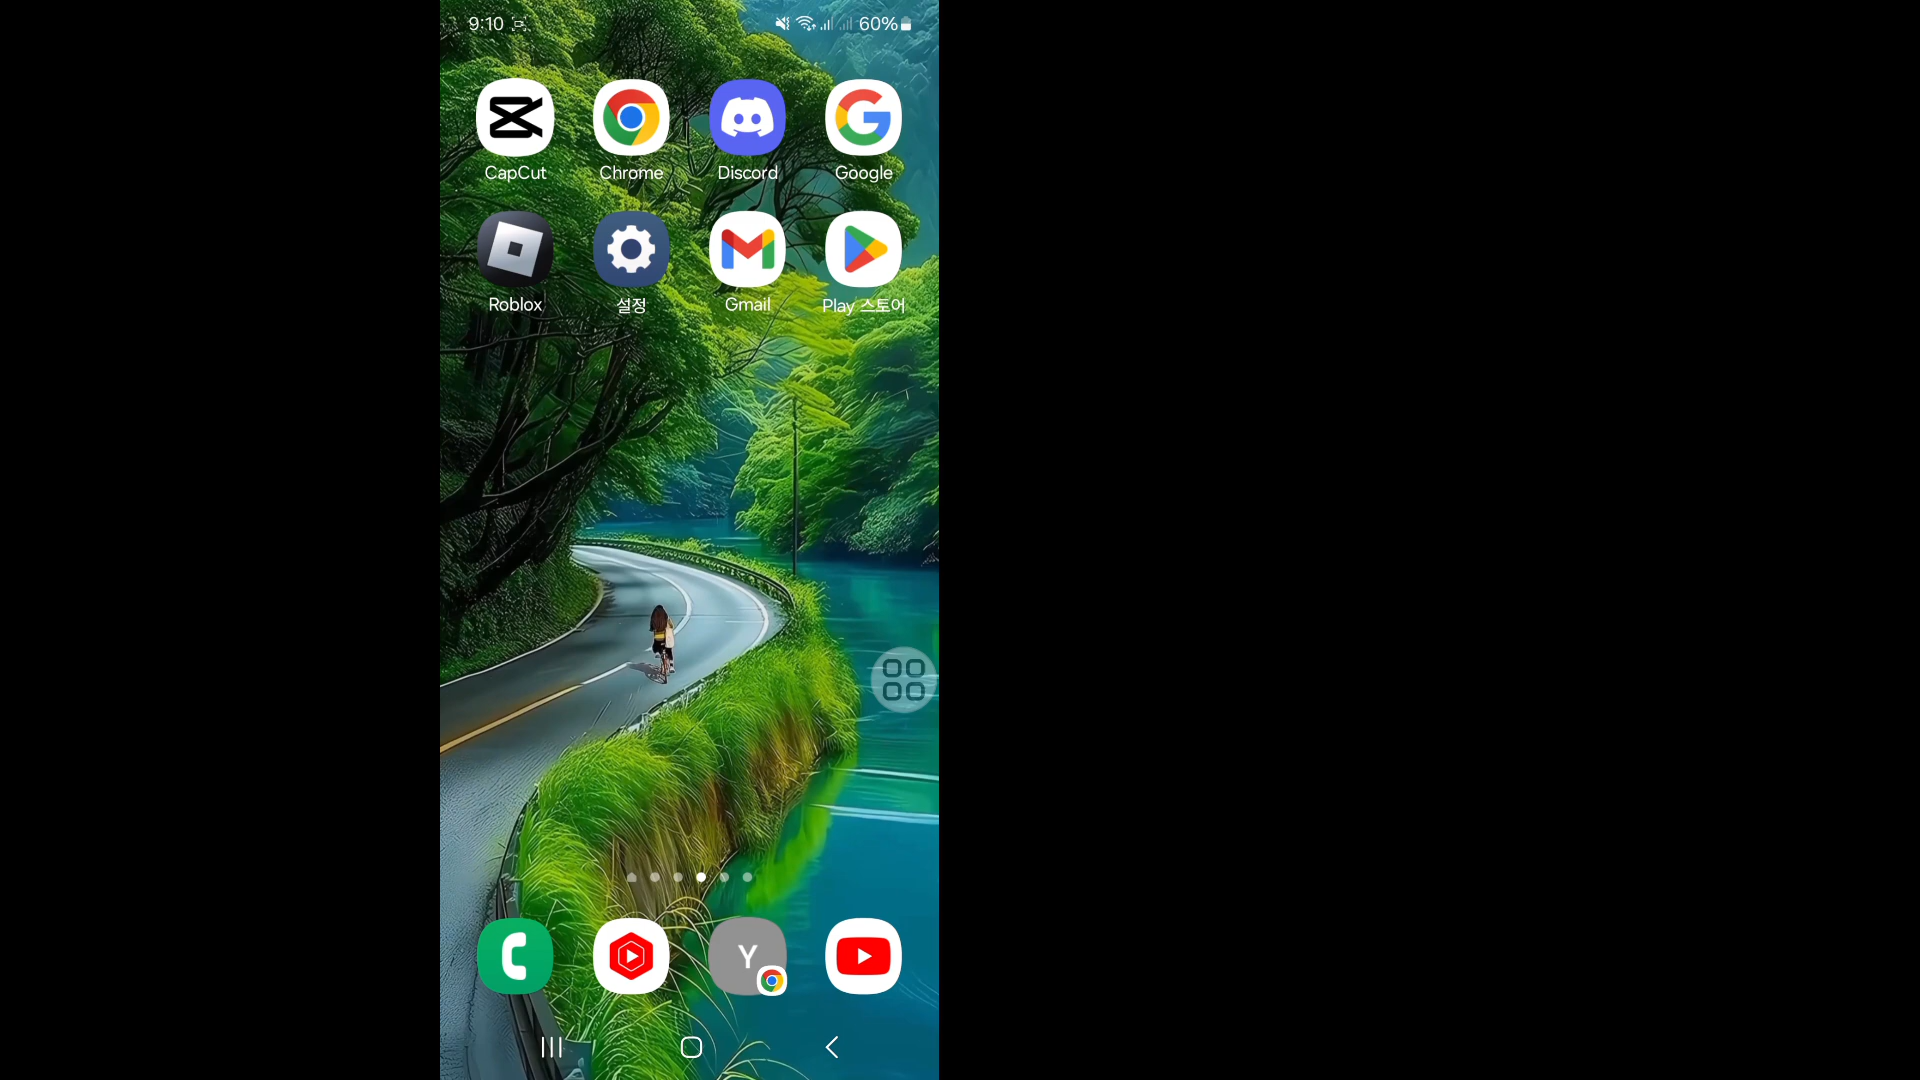 9:10 60%
CapCut Chrome Discord Google
Roblox 설정 Gmail Play 스토어
Y